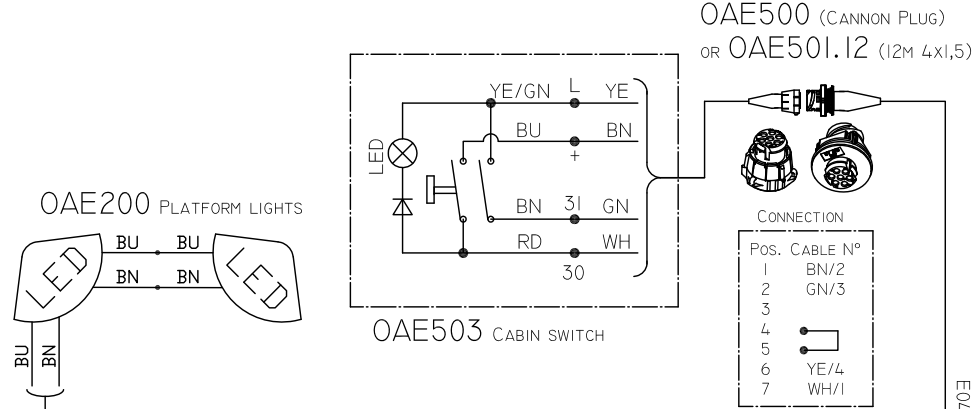 OAE500 (CANNON PLUG)
OR OAE501.12 (12M 4X1,5)
YE/GN L YE
BU BN
+
LED
BN 31 GN
RD WH
30
OAE503 CABIN SWITCH
OAE200 PLATFORM LIGHTS
BU BU
BN BN
LED LED
BU BN
CONNECTION
POS. CABLE N°
1 BN/2
2 GN/3
3
4
5
6 YE/4
7 WH/1